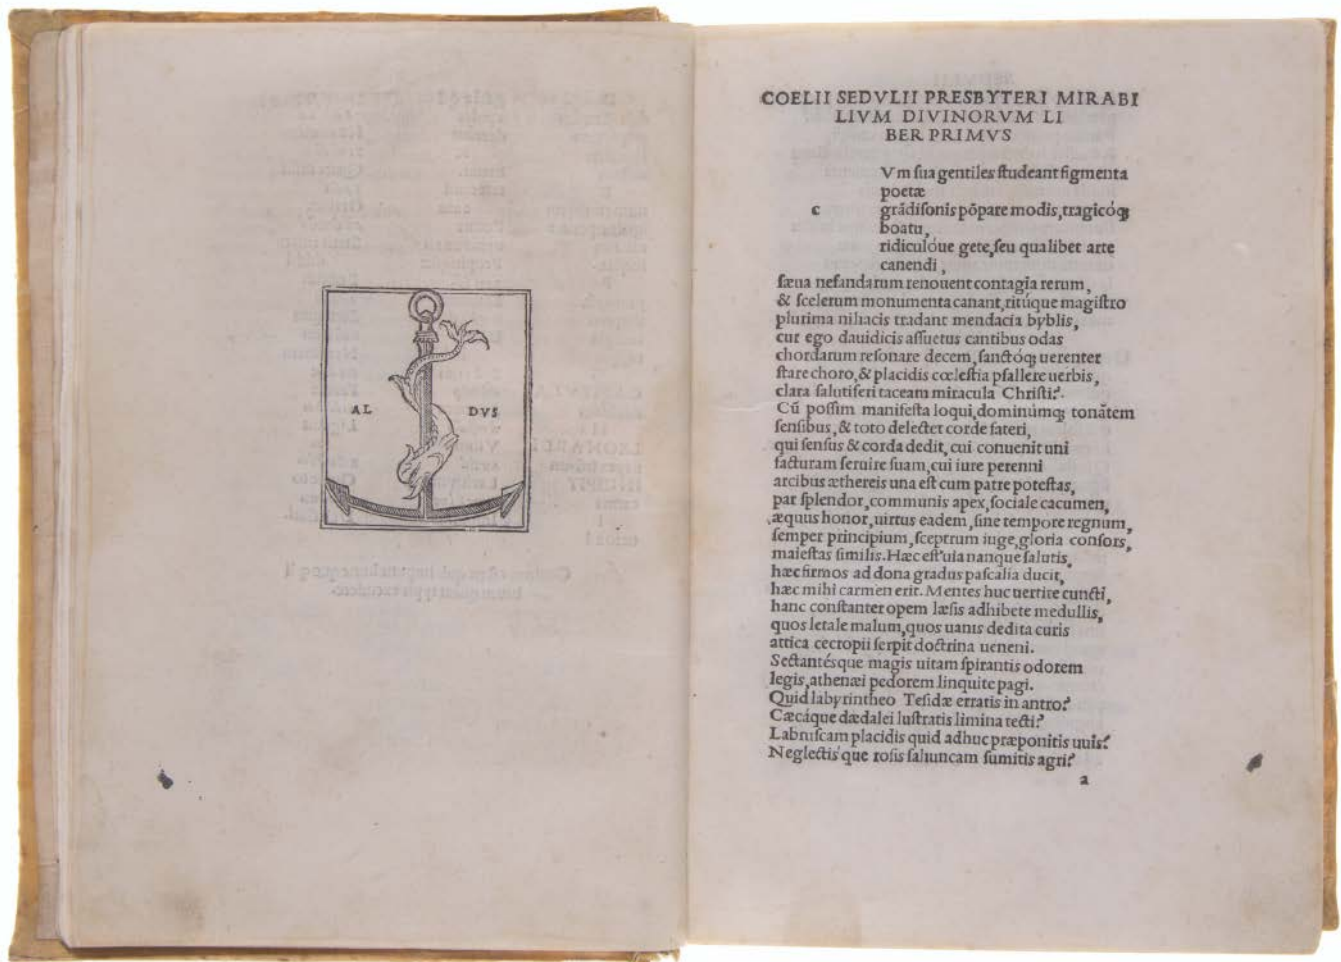 AL DVS
COELII SEDVLII PRESBYTERI MIRABI
LIVM DIVINORVM LI
BER PRIMVS
Vm sua gentiles studeant figmenta
poetæ
c grãdisonis põpare modis, tragicóq;
boatu,
ridiculóue gete, seu qualibet arte
canendi,
sæua nefandarum renouent contagia rerum,
& scelerum monumenta canant, ritúque magistro
plurima niliacis tradant mendacia byblis,
cur ego dauidicis assuetus cantibus odas
chordarum resonare decem, sanctóq; uerenter
stare choro, & placidis cœlestia psallere uerbis,
clara salutiferi taceam miracula Christi?
Cũ possim manifesta loqui, dominúmq; tonãtem
sensibus, & toto delectet corde fateri,
qui sensus & corda dedit, cui conuenit uni
facturam seruire suam, cui iure perenni
arcibus æthereis una est cum patre potestas,
par splendor, communis apex, sociale cacumen,
æquus honor, uirtus eadem, sine tempore regnum,
semper principium, sceptrum iuge, gloria consors,
maiestas similis. Hæc est uia nanque salutis,
hæc firmos ad dona gradus pascalia ducit,
hæc mihi carmen erit. Mentes huc uertite cuncti,
hanc constanter opem læsis adhibete medullis,
quos letale malum, quos uanis dedita curis
attica cecropii serpit doctrina ueneni.
Sectantésque magis uitam spirantis odorem
legis, athenæi pedorem linquite pagi.
Quid labyrintheo Tesidæ erratis in antro?
Cæcáque dædalei lustratis limina tecti?
Labruscam placidis quid adhuc præponitis uuis?
Neglectis que rosis saliuncam sumitis agri?
a